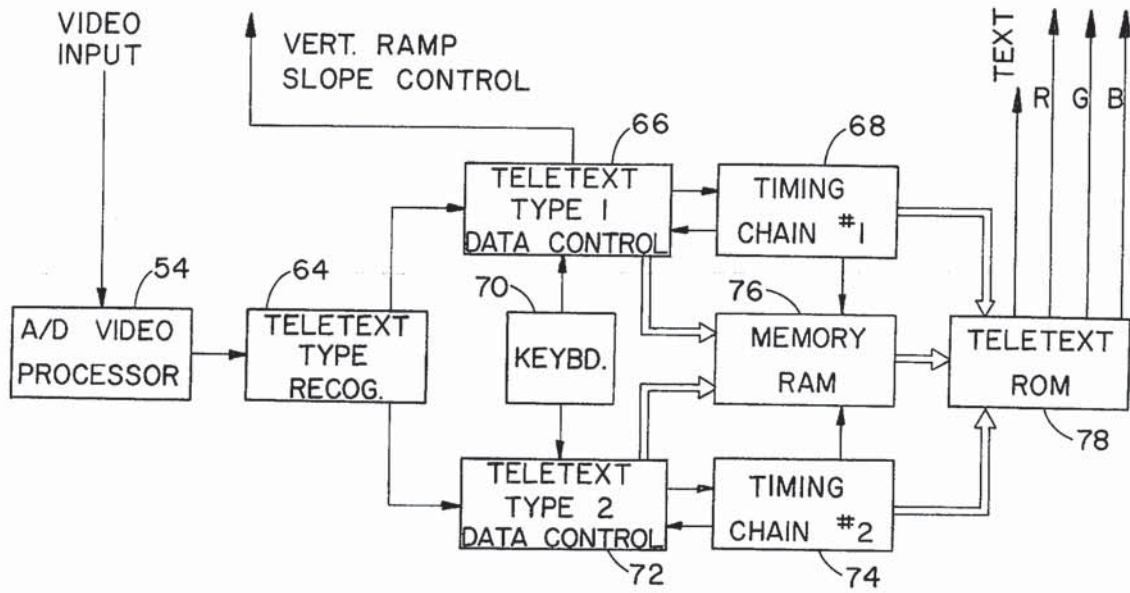 VIDEO
INPUT
VERT. RAMP
SLOPE CONTROL
TEXT
R
G
B
66
68
TELETEXT
TYPE 1
DATA CONTROL
TIMING
CHAIN #1
54
64
70
76
A/D VIDEO
PROCESSOR
TELETEXT
TYPE
RECOG.
KEYBD.
MEMORY
RAM
TELETEXT
ROM
78
TELETEXT
TYPE 2
DATA CONTROL
TIMING
CHAIN #2
72
74